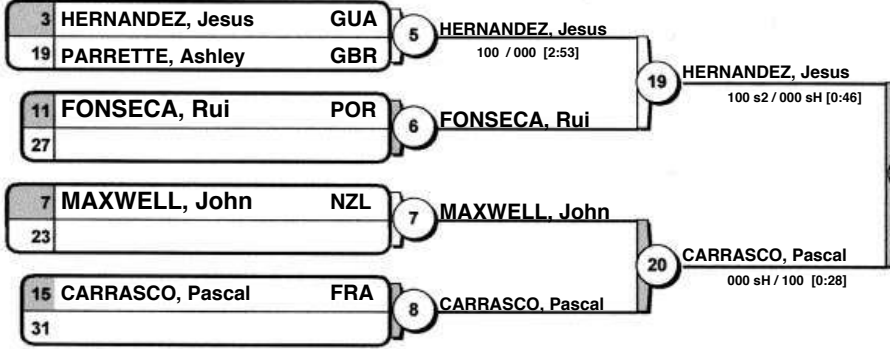 3 HERNANDEZ, Jesus GUA
19 PARRETTE, Ashley GBR
5 HERNANDEZ, Jesus
100 / 000 [2:53]
11 FONSECA, Rui POR
27
6 FONSECA, Rui
19 HERNANDEZ, Jesus
100 s2 / 000 sH [0:46]
7 MAXWELL, John NZL
23
7 MAXWELL, John
15 CARRASCO, Pascal FRA
31
8 CARRASCO, Pascal
20 CARRASCO, Pascal
000 sH / 100 [0:28]